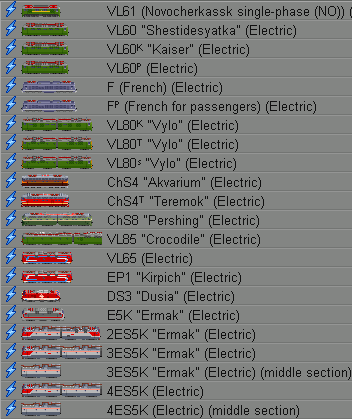 VL61 (Novocherkassk single-phase (NO)) (
VL60 "Shestidesyatka" (Electric)
VL60ᴷ "Kaiser" (Electric)
VL60ᴾ (Electric)
F (French) (Electric)
Fᴾ (French for passengers) (Electric)
VL80ᴷ "Vylo" (Electric)
VL80ᵀ "Vylo" (Electric)
VL80ˢ "Vylo" (Electric)
ChS4 "Akvarium" (Electric)
ChS4ᵀ "Teremok" (Electric)
ChS8 "Pershing" (Electric)
VL85 "Crocodile" (Electric)
VL65 (Electric)
EP1 "Kirpich" (Electric)
DS3 "Dusia" (Electric)
E5K "Ermak" (Electric)
2ES5K "Ermak" (Electric)
3ES5K "Ermak" (Electric)
3ES5K "Ermak" (Electric) (middle section)
4ES5K (Electric)
4ES5K (Electric) (middle section)